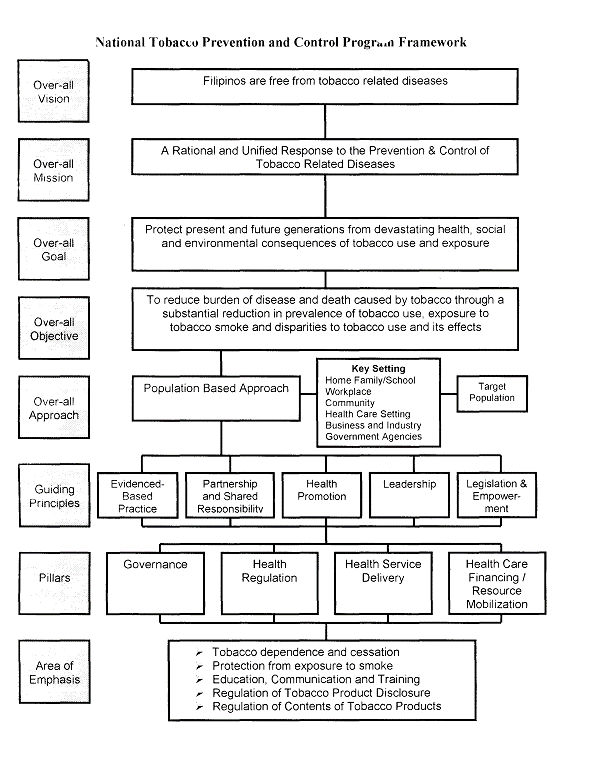 National Tobacco Prevention and Control Program Framework
Over-all
Vision
Filipinos are free from tobacco related diseases
Over-all
Mission
A Rational and Unified Response to the Prevention & Control of
Tobacco Related Diseases
Over-all
Goal
Protect present and future generations from devastating health, social
and environmental consequences of tobacco use and exposure
Over-all
Objective
To reduce burden of disease and death caused by tobacco through a
substantial reduction in prevalence of tobacco use, exposure to
tobacco smoke and disparities to tobacco use and its effects
Over-all
Approach
Population Based Approach
Key Setting
Home Family/School
Workplace
Community
Health Care Setting
Business and Industry
Government Agencies
Target
Population
Guiding
Principles
Evidenced-
Based
Practice
Partnership
and Shared
Responsibility
Health
Promotion
Leadership
Legislation &
Empower-
ment
Pillars
Governance
Health
Regulation
Health Service
Delivery
Health Care
Financing /
Resource
Mobilization
Area of
Emphasis
➢ Tobacco dependence and cessation
➢ Protection from exposure to smoke
➢ Education, Communication and Training
➢ Regulation of Tobacco Product Disclosure
➢ Regulation of Contents of Tobacco Products